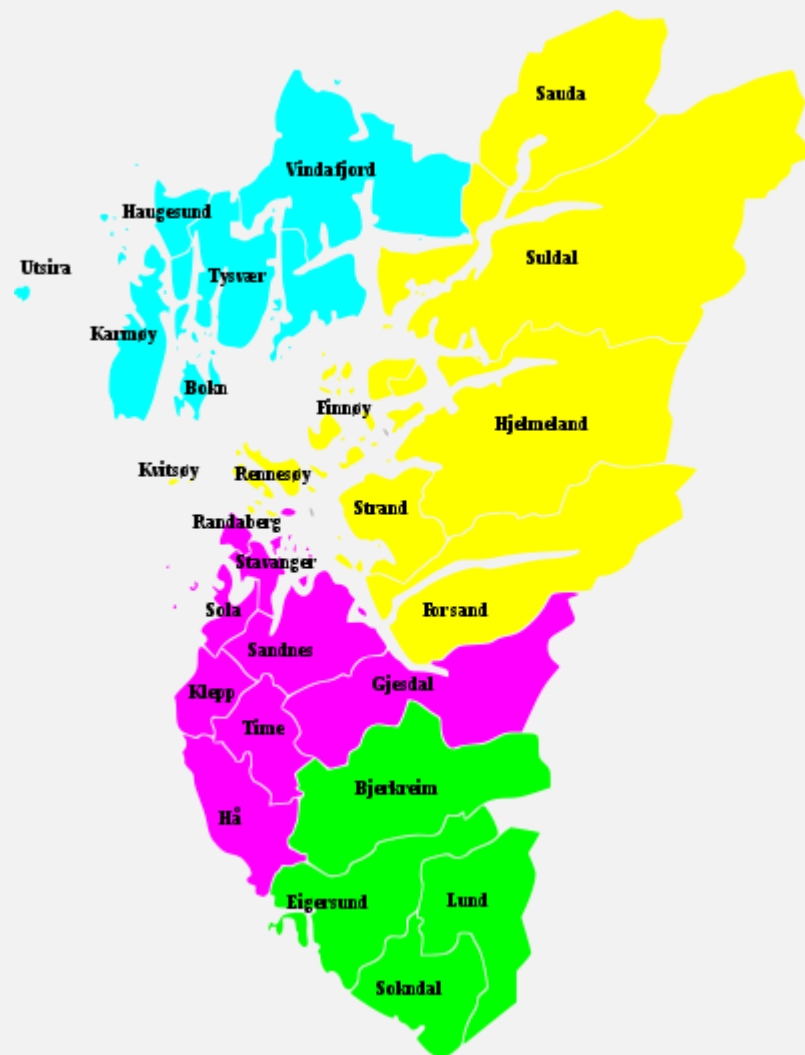 Sauda
Vindafjord
Haugesund
Suldal
Utsira
Tysvær
Karmøy
Bokn
Finnøy
Hjelmeland
Kvitsøy
Rennesøy
Strand
Randaberg
Stavanger
Sola
Forsand
Sandnes
Gjesdal
Klepp
Time
Bjerkreim
Hå
Eigersund
Lund
Sokndal